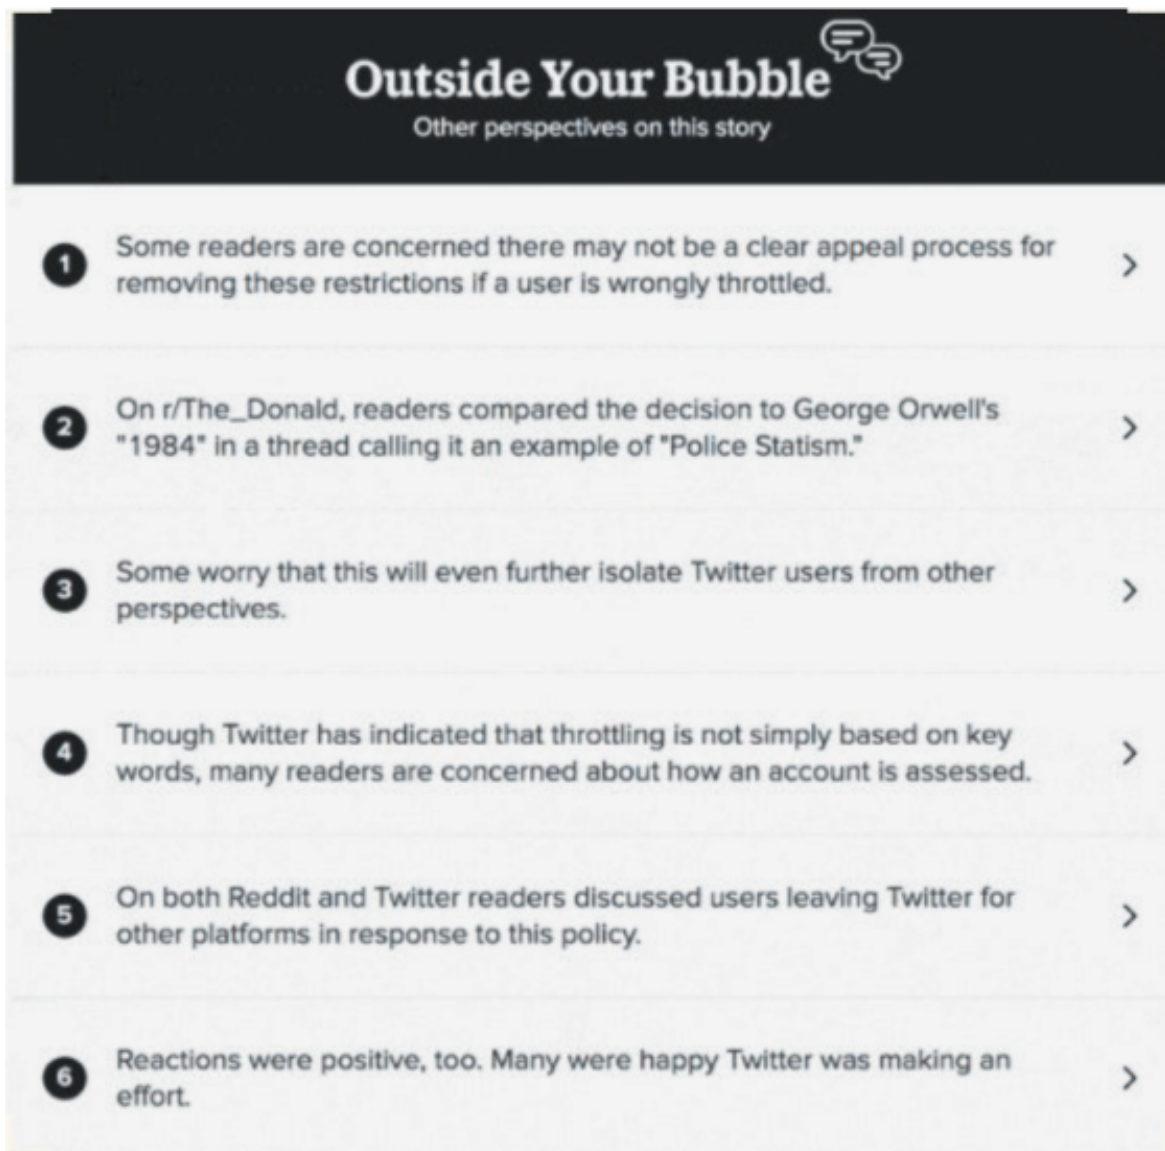 Outside Your Bubble
Other perspectives on this story
1
Some readers are concerned there may not be a clear appeal process for
removing these restrictions if a user is wrongly throttled.
2
On r/The_Donald, readers compared the decision to George Orwell's
"1984" in a thread calling it an example of "Police Statism."
3
Some worry that this will even further isolate Twitter users from other
perspectives.
4
Though Twitter has indicated that throttling is not simply based on key
words, many readers are concerned about how an account is assessed.
5
On both Reddit and Twitter readers discussed users leaving Twitter for
other platforms in response to this policy.
6
Reactions were positive, too. Many were happy Twitter was making an
effort.